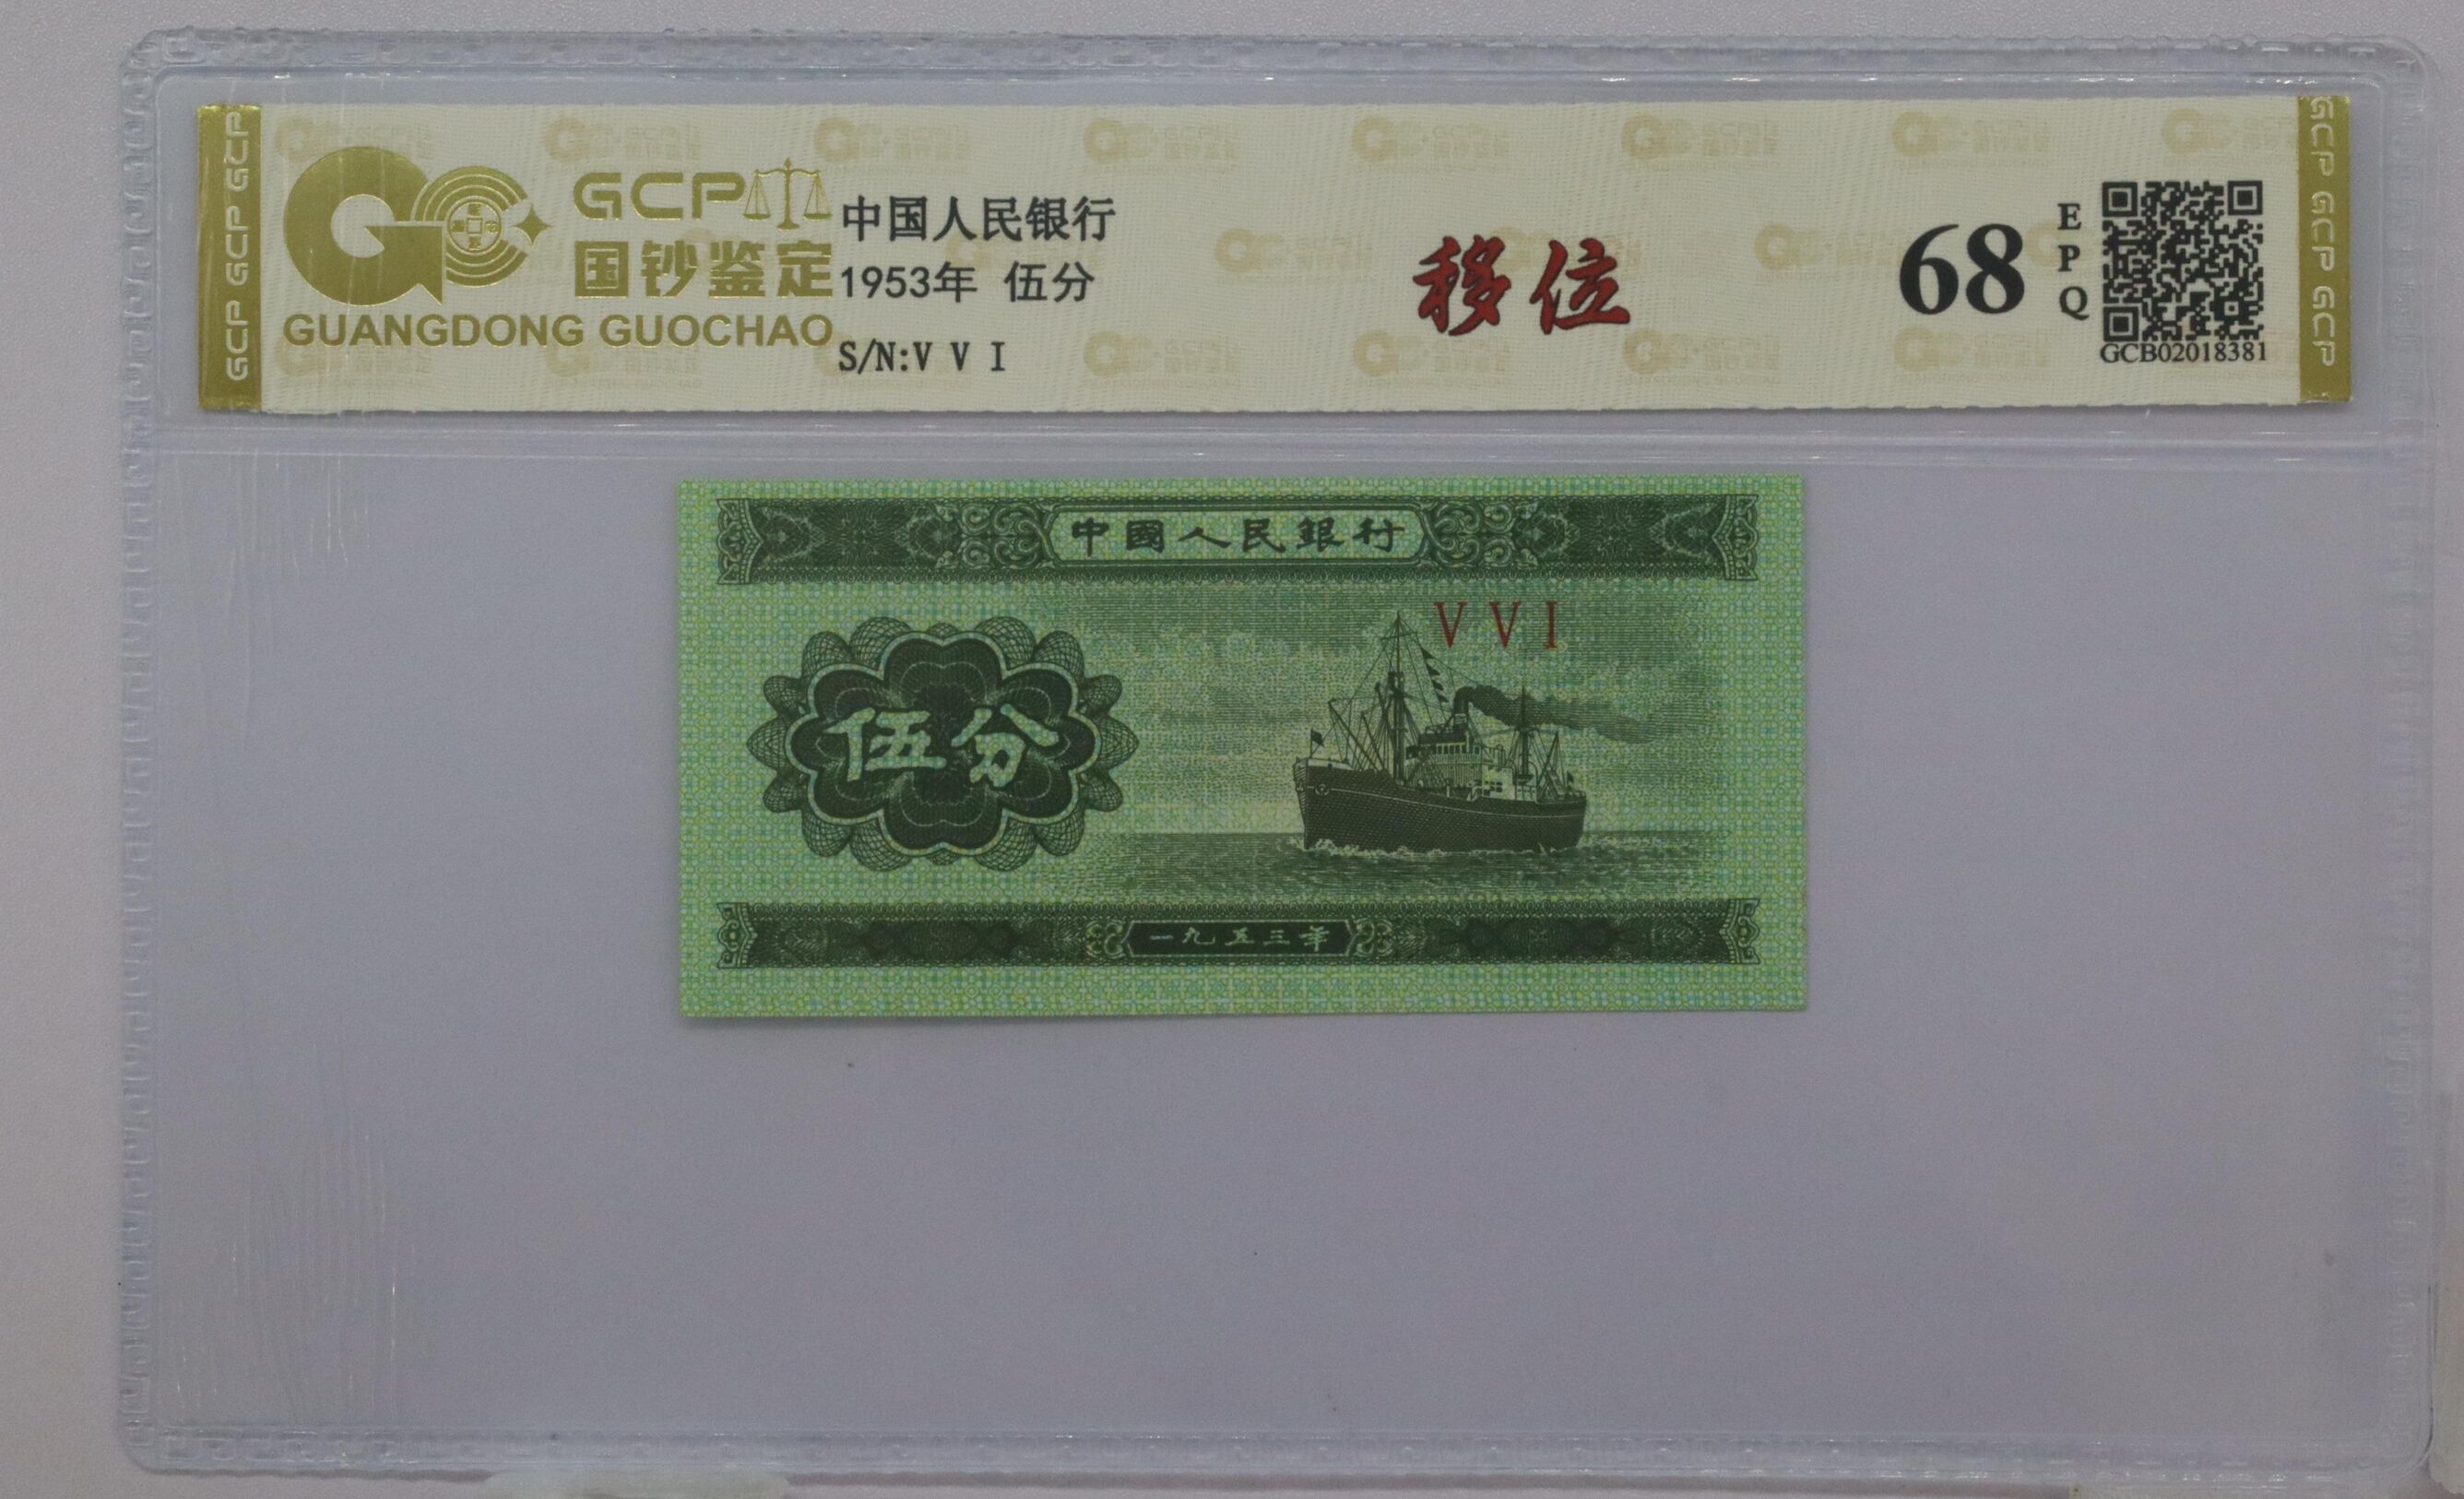 GCP GCP GCP
GCP
国钞鉴定
GUANGDONG GUOCHAO
中国人民银行
1953年 伍分
S/N:V V I
移位
68
EPQ
GCB02018381
GCP GCP GCP
中國人民銀行
V V I
伍分
一九五三年